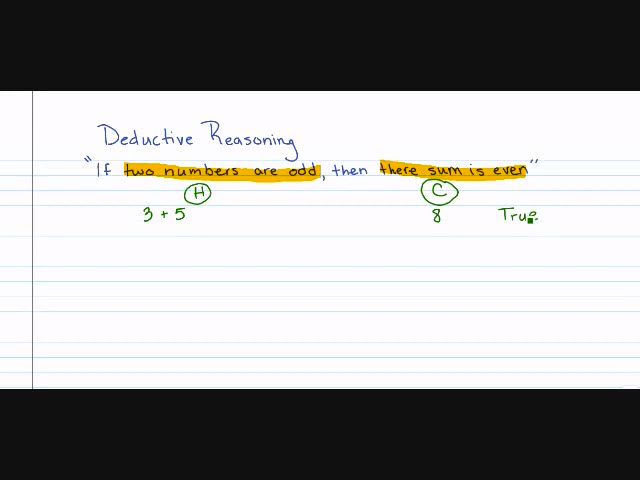 Deductive Reasoning
"If two numbers are odd, then there sum is even"
H C
3 + 5 8 True